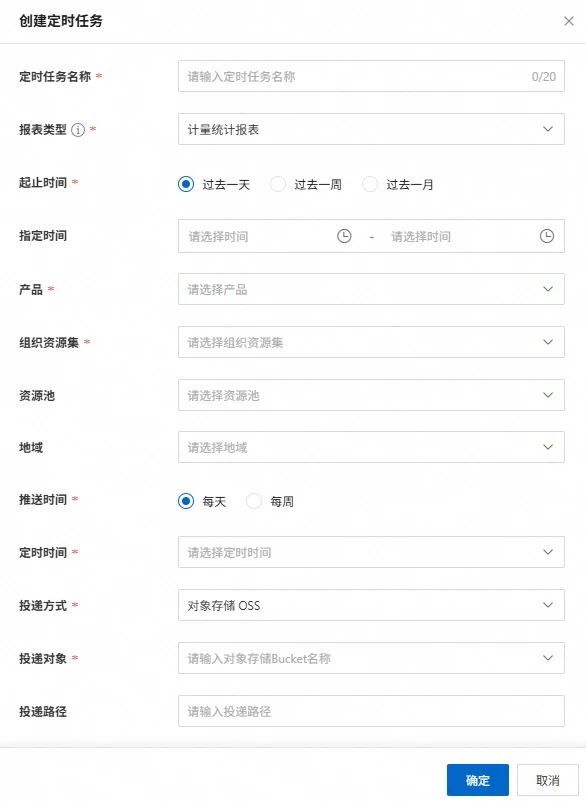 创建定时任务
定时任务名称 * 请输入定时任务名称 0/20
报表类型 * 计量统计报表
起止时间 * 过去一天 过去一周 过去一月
指定时间 请选择时间 - 请选择时间
产品 * 请选择产品
组织资源集 * 请选择组织资源集
资源池 请选择资源池
地域 请选择地域
推送时间 * 每天 每周
定时时间 * 请选择定时时间
投递方式 * 对象存储 OSS
投递对象 * 请输入对象存储Bucket名称
投递路径 请输入投递路径
确定 取消